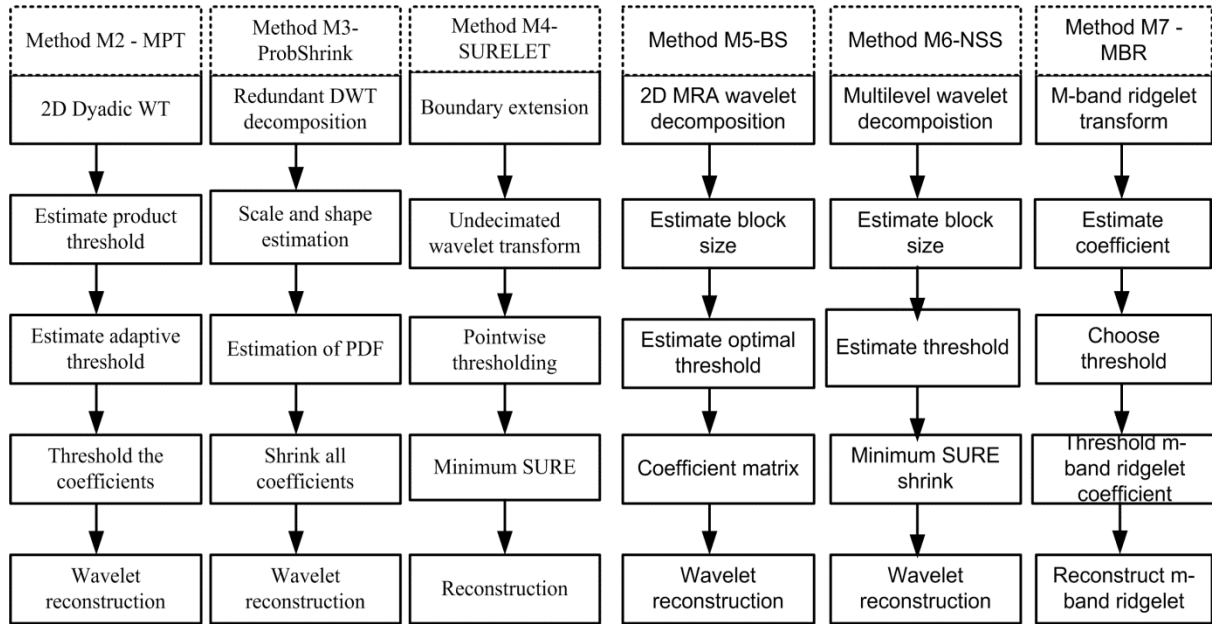 Method M2 - MPT
2D Dyadic WT
Estimate product
threshold
Estimate adaptive
threshold
Threshold the
coefficients
Wavelet
reconstruction
Method M3-
ProbShrink
Redundant DWT
decomposition
Scale and shape
estimation
Estimation of PDF
Shrink all
coefficients
Wavelet
reconstruction
Method M4-
SURELET
Boundary extension
Undecimated
wavelet transform
Pointwise
thresholding
Minimum SURE
Reconstruction
Method M5-BS
2D MRA wavelet
decomposition
Estimate block
size
Estimate optimal
threshold
Coefficient matrix
Wavelet
reconstruction
Method M6-NSS
Multilevel wavelet
decompoistion
Estimate block
size
Estimate threshold
Minimum SURE
shrink
Wavelet
reconstruction
Method M7 -
MBR
M-band ridgelet
transform
Estimate
coefficient
Choose
threshold
Threshold m-
band ridgelet
coefficient
Reconstruct m-
band ridgelet